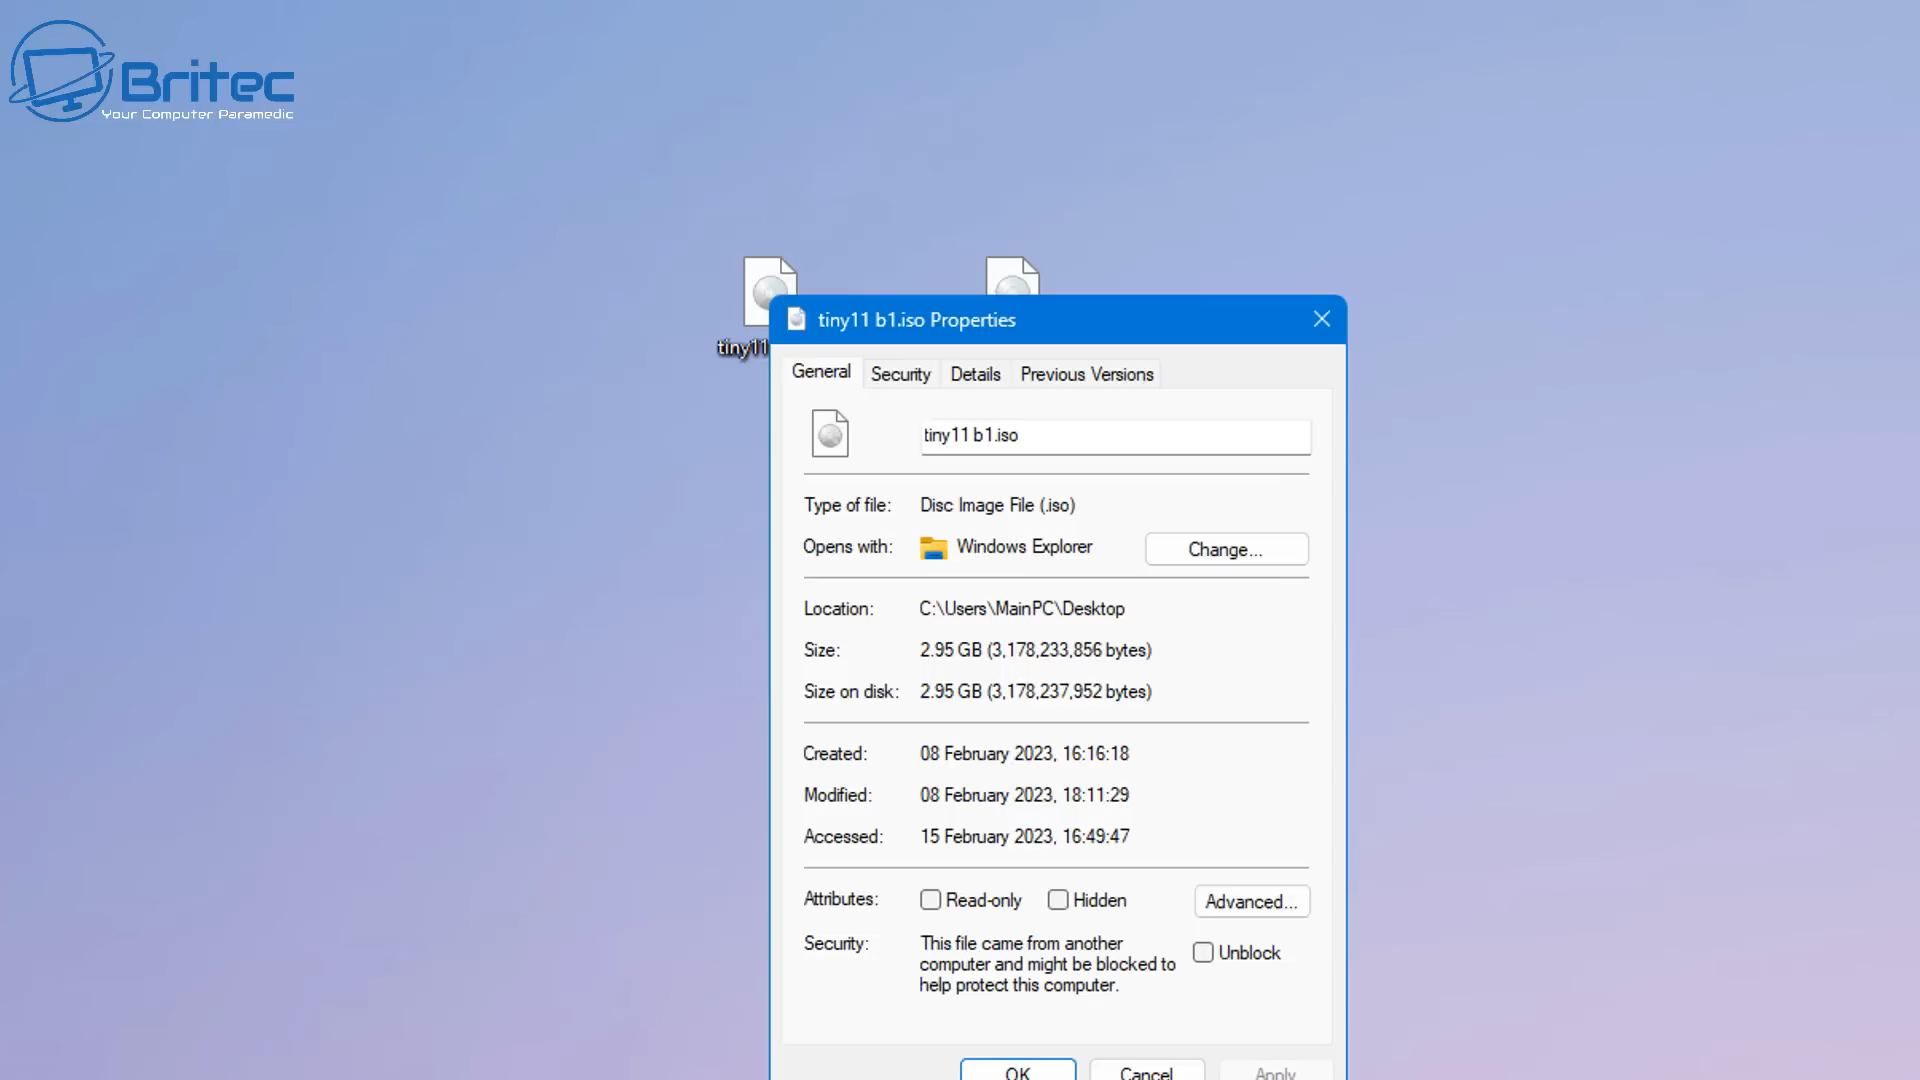 Britec
Your Computer Paramedic
tiny11
tiny11 b1.iso Properties
General Security Details Previous Versions
tiny11 b1.iso
Type of file: Disc Image File (.iso)
Opens with: Windows Explorer Change...
Location: C:\Users\MainPC\Desktop
Size: 2.95 GB (3,178,233,856 bytes)
Size on disk: 2.95 GB (3,178,237,952 bytes)
Created: 08 February 2023, 16:16:18
Modified: 08 February 2023, 18:11:29
Accessed: 15 February 2023, 16:49:47
Attributes: Read-only Hidden Advanced...
Security: This file came from another
computer and might be blocked to
help protect this computer.
Unblock
OK Cancel Apply